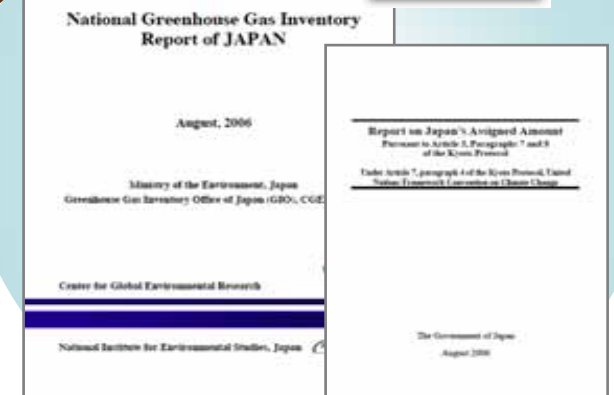 National Greenhouse Gas Inventory
Report of JAPAN
August, 2006
Ministry of the Environment, Japan
Greenhouse Gas Inventory Office of Japan (GIO), CGE
Center for Global Environmental Research
National Institute for Environmental Studies, Japan
Report on Japan's Assigned Amount
Pursuant to Article 3, Paragraphs 7 and 8
of the Kyoto Protocol
Under Article 7, paragraph 4 of the Kyoto Protocol, United
Nations Framework Convention on Climate Change
The Government of Japan
August 2006